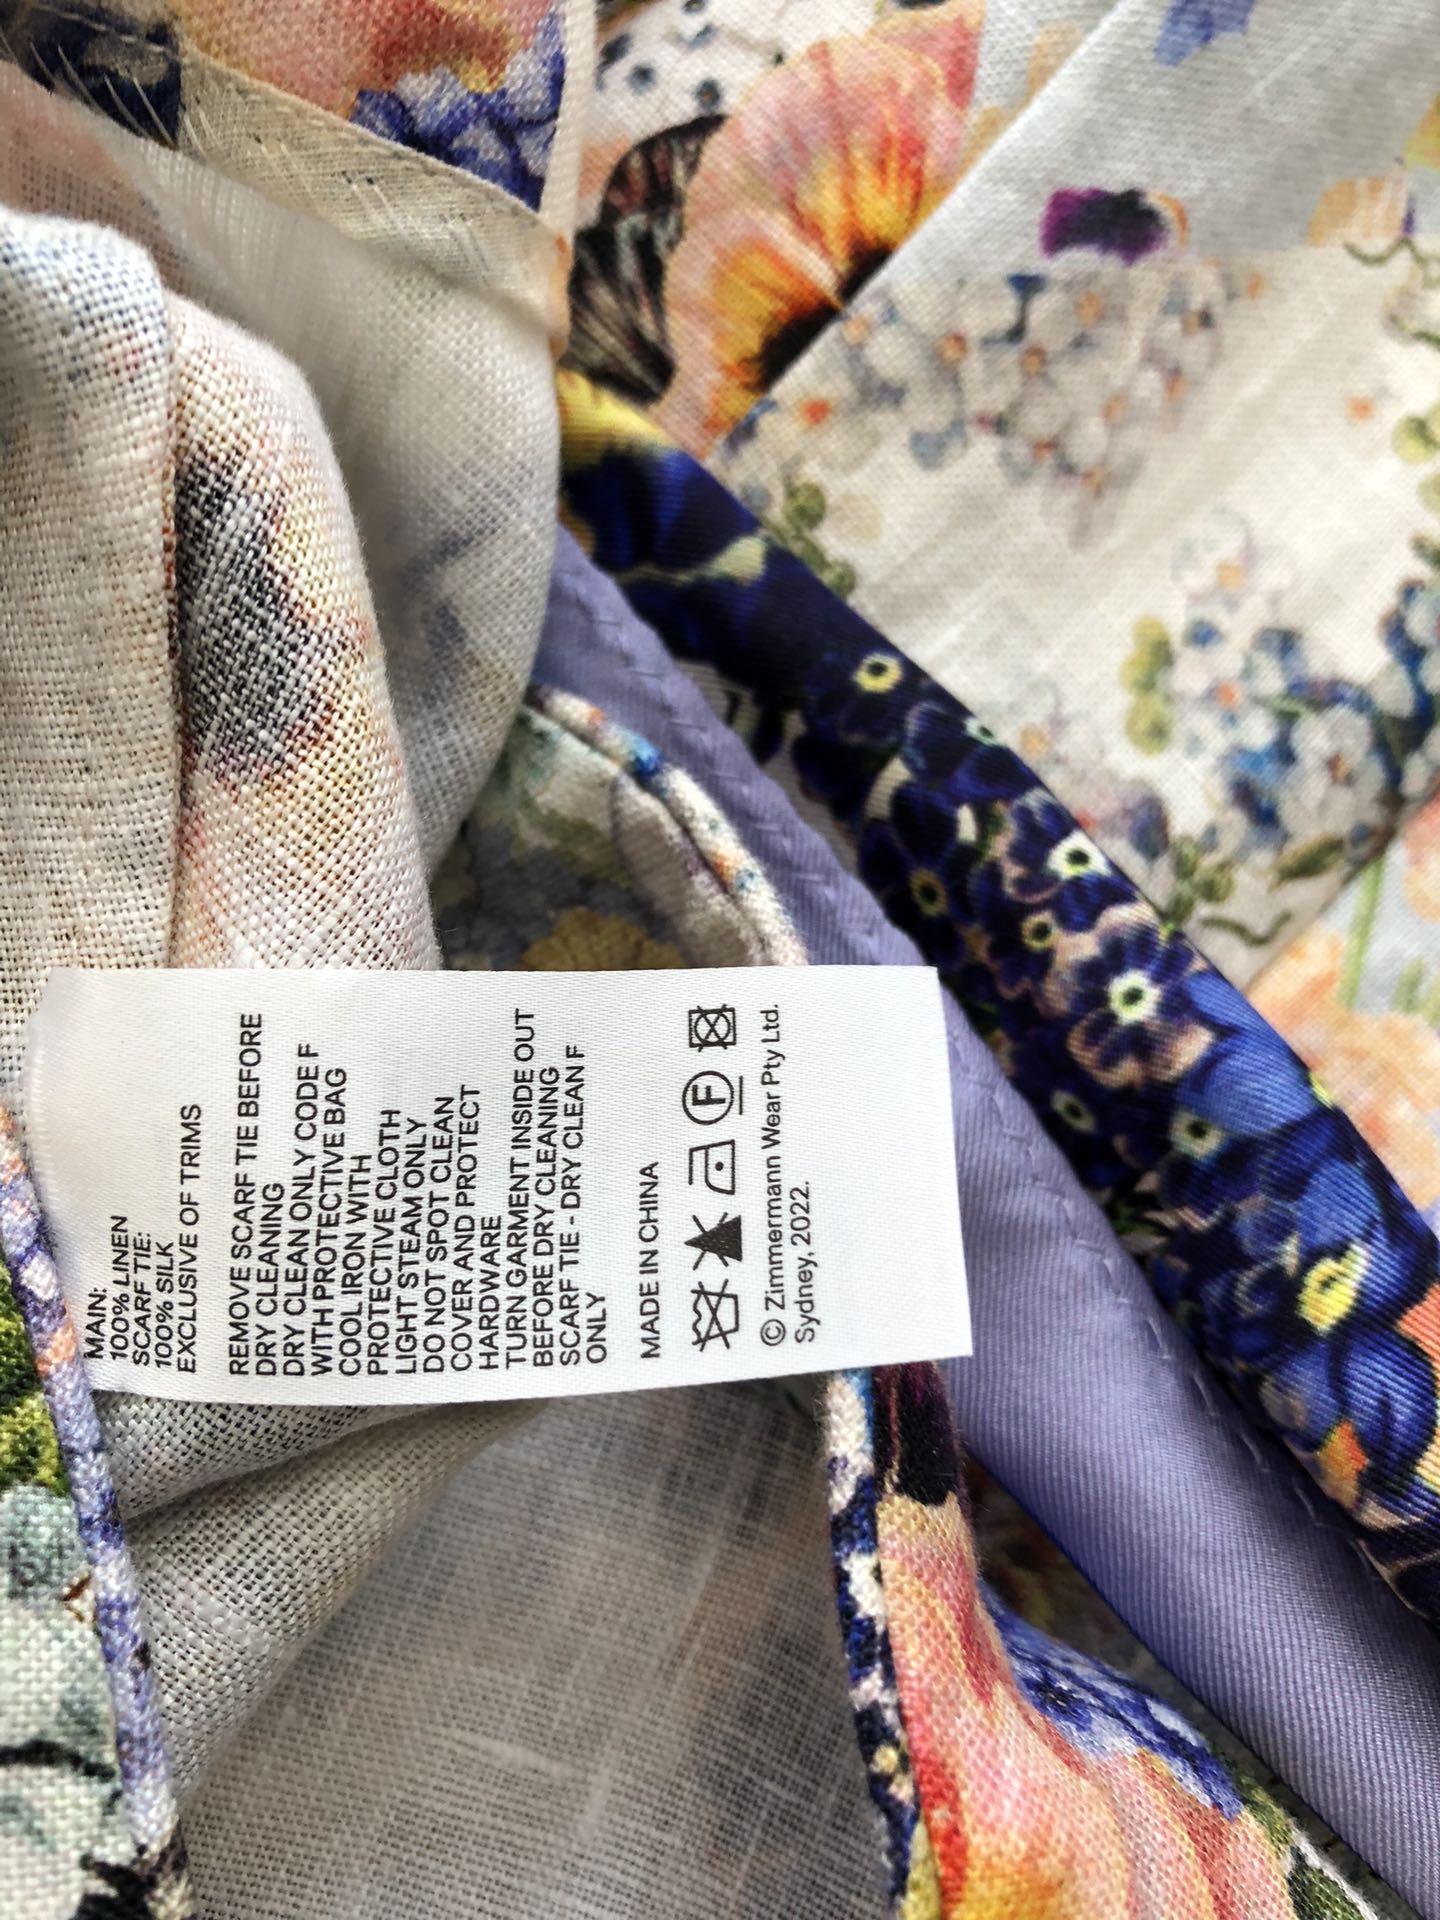 MAIN:
100% LINEN
SCARF TIE:
100% SILK
EXCLUSIVE OF TRIMS
REMOVE SCARF TIE BEFORE
DRY CLEANING
DRY CLEAN ONLY CODE F
WITH PROTECTIVE BAG
COOL IRON WITH
PROTECTIVE CLOTH
LIGHT STEAM ONLY
DO NOT SPOT CLEAN
COVER AND PROTECT
HARDWARE
TURN GARMENT INSIDE OUT
BEFORE DRY CLEANING
SCARF TIE - DRY CLEAN F
ONLY
MADE IN CHINA
F
© Zimmermann Wear Pty Ltd.
Sydney, 2022.